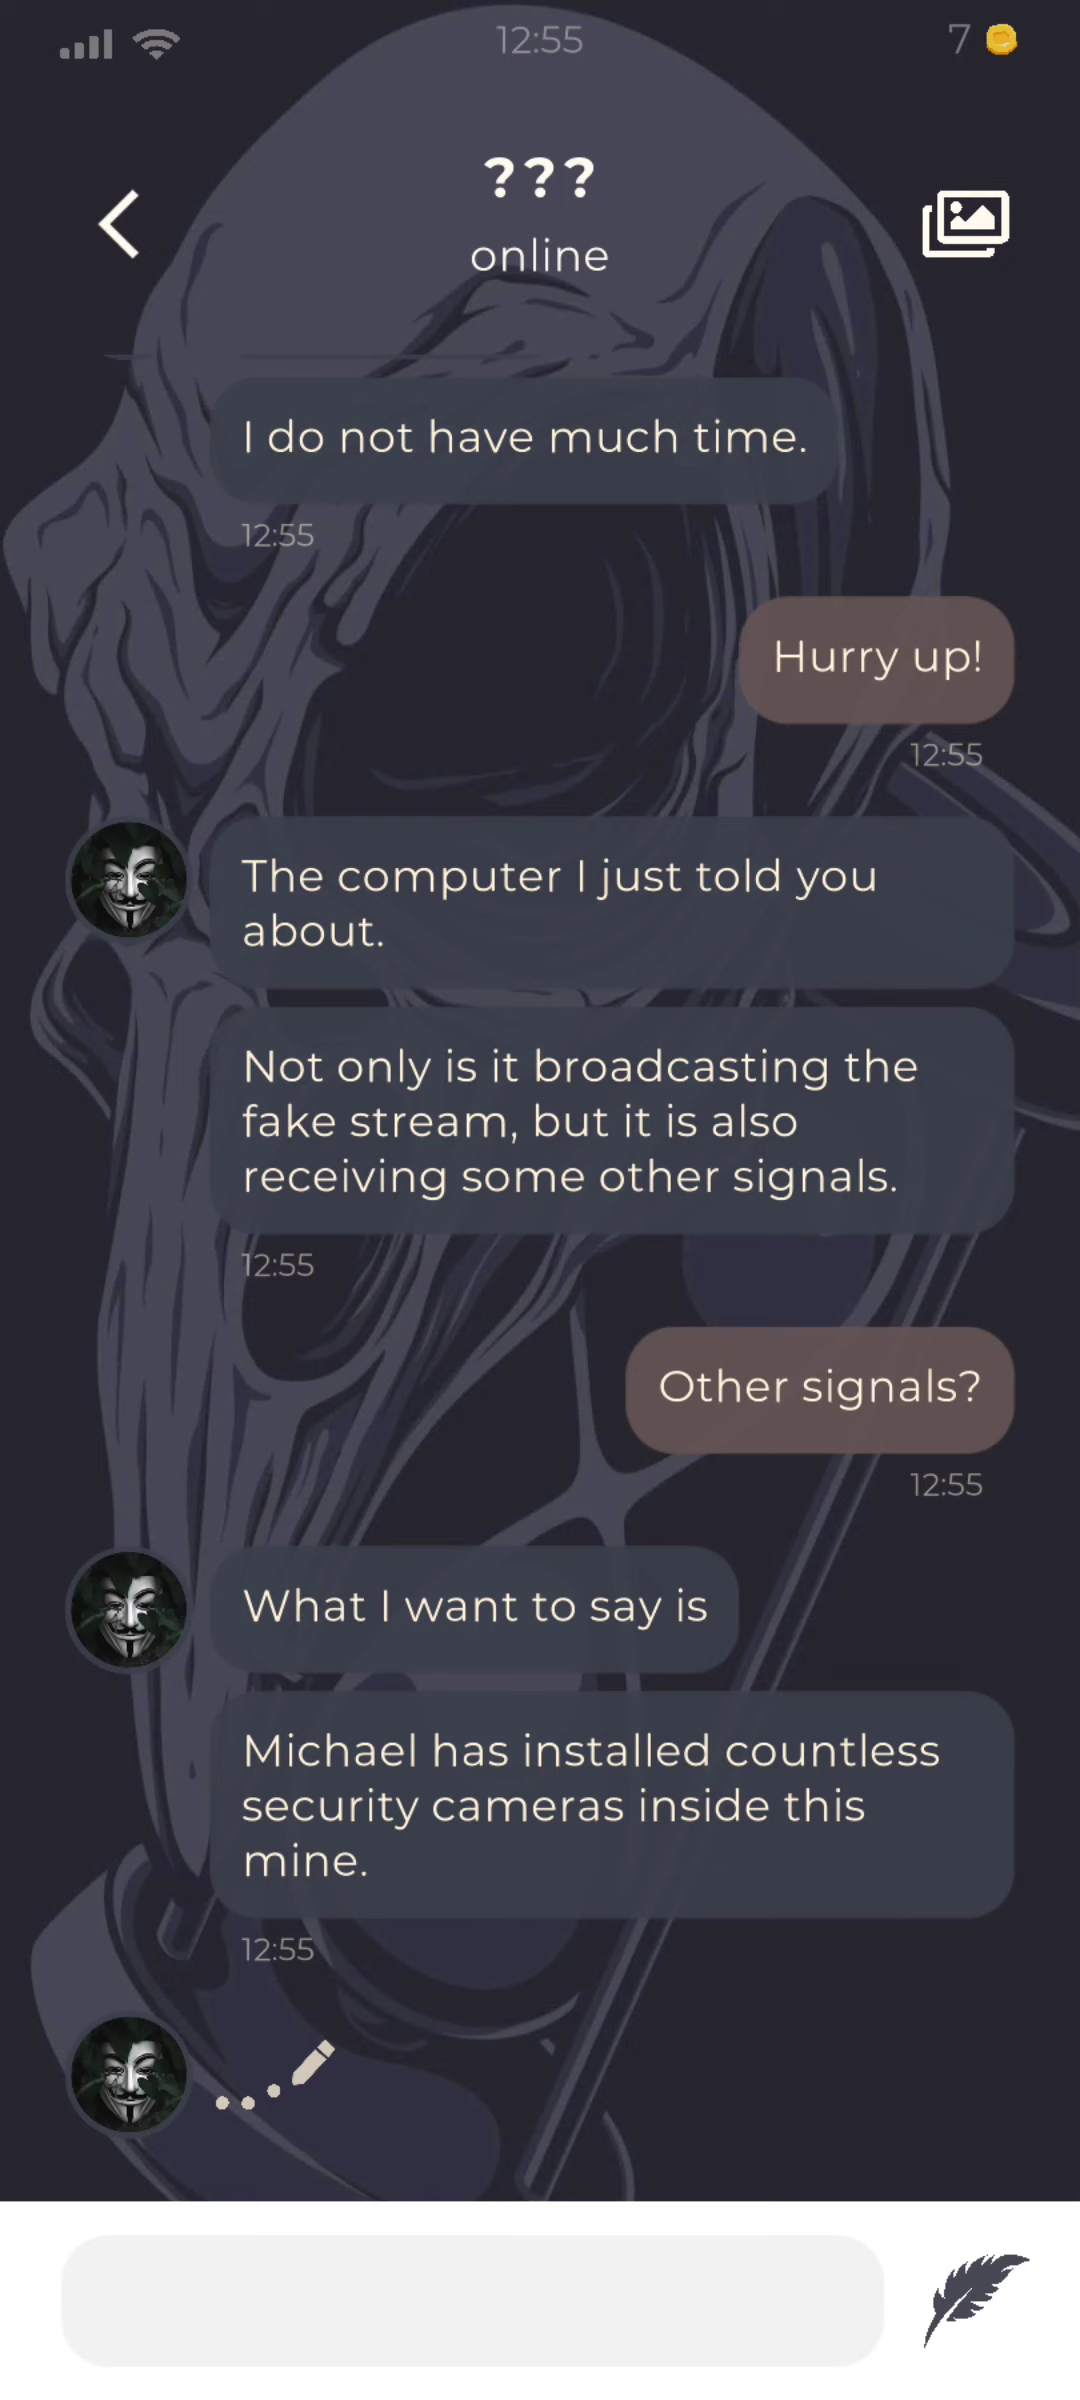 12:55
7
???
online
I do not have much time.
12:55
Hurry up!
12:55
The computer I just told you
about.
Not only is it broadcasting the
fake stream, but it is also
receiving some other signals.
12:55
Other signals?
12:55
What I want to say is
Michael has installed countless
security cameras inside this
mine.
12:55